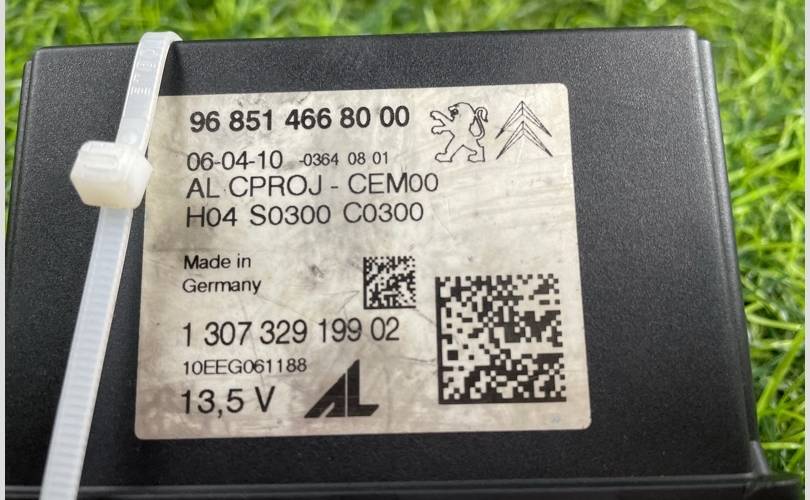 96 851 466 80 00
06-04-10 -0364 08 01
AL CPROJ - CEM00
H04 S0300 C0300
Made in
Germany
1 307 329 199 02
10EEG061188
13,5 V AL